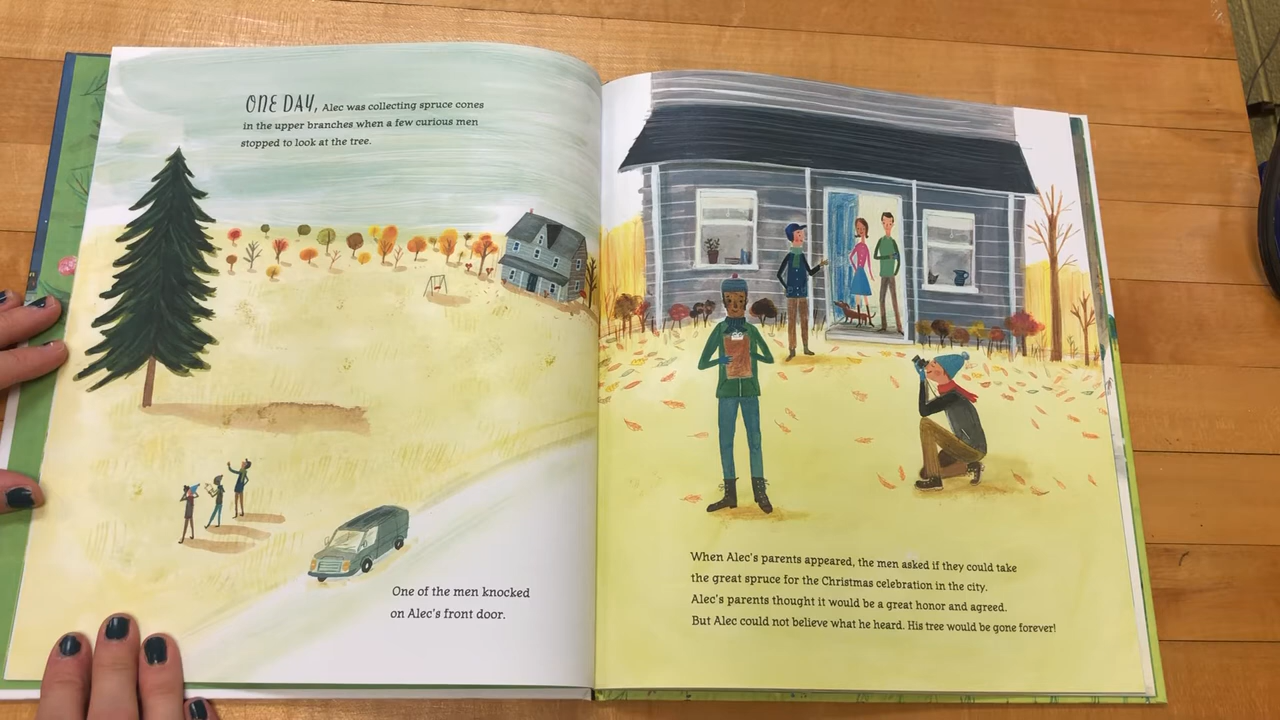 ONE DAY, Alec was collecting spruce cones
in the upper branches when a few curious men
stopped to look at the tree.
One of the men knocked
on Alec's front door.
When Alec's parents appeared, the men asked if they could take
the great spruce for the Christmas celebration in the city.
Alec's parents thought it would be a great honor and agreed.
But Alec could not believe what he heard. His tree would be gone forever!